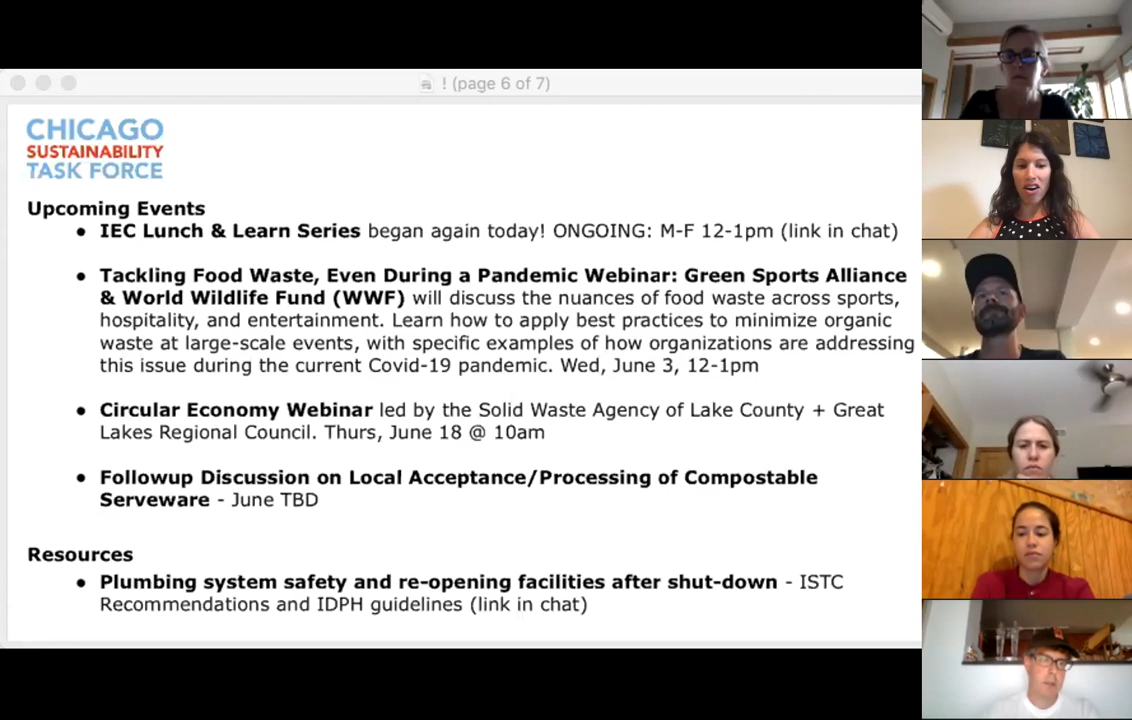 ! (page 6 of 7)
CHICAGO
SUSTAINABILITY
TASK FORCE
Upcoming Events
● IEC Lunch & Learn Series began again today! ONGOING: M-F 12-1pm (link in chat)
● Tackling Food Waste, Even During a Pandemic Webinar: Green Sports Alliance
& World Wildlife Fund (WWF) will discuss the nuances of food waste across sports,
hospitality, and entertainment. Learn how to apply best practices to minimize organic
waste at large-scale events, with specific examples of how organizations are addressing
this issue during the current Covid-19 pandemic. Wed, June 3, 12-1pm
● Circular Economy Webinar led by the Solid Waste Agency of Lake County + Great
Lakes Regional Council. Thurs, June 18 @ 10am
● Followup Discussion on Local Acceptance/Processing of Compostable
Serveware - June TBD
Resources
● Plumbing system safety and re-opening facilities after shut-down - ISTC
Recommendations and IDPH guidelines (link in chat)